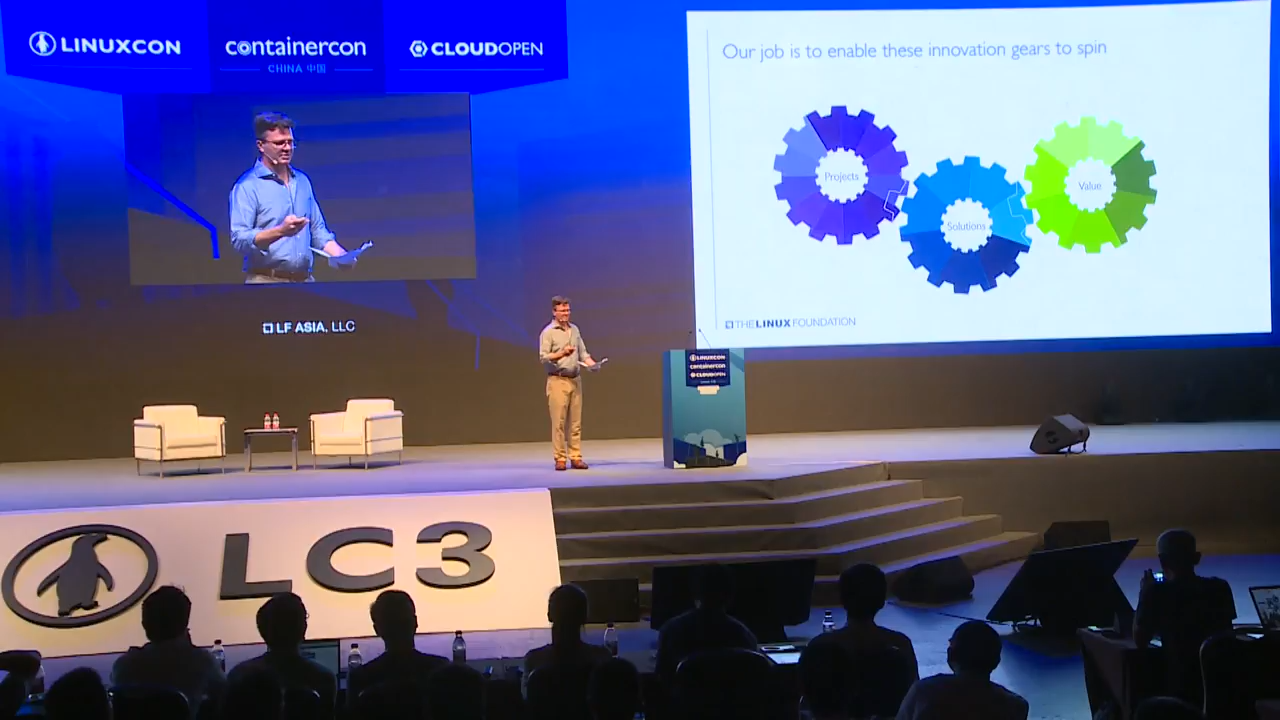 LINUXCON
containercon
CHINA 中国
CLOUDOPEN
Our job is to enable these innovation gears to spin
Projects
Solutions
Value
THE LINUX FOUNDATION
LF ASIA, LLC
LINUXCON
containercon
CLOUDOPEN
LC3